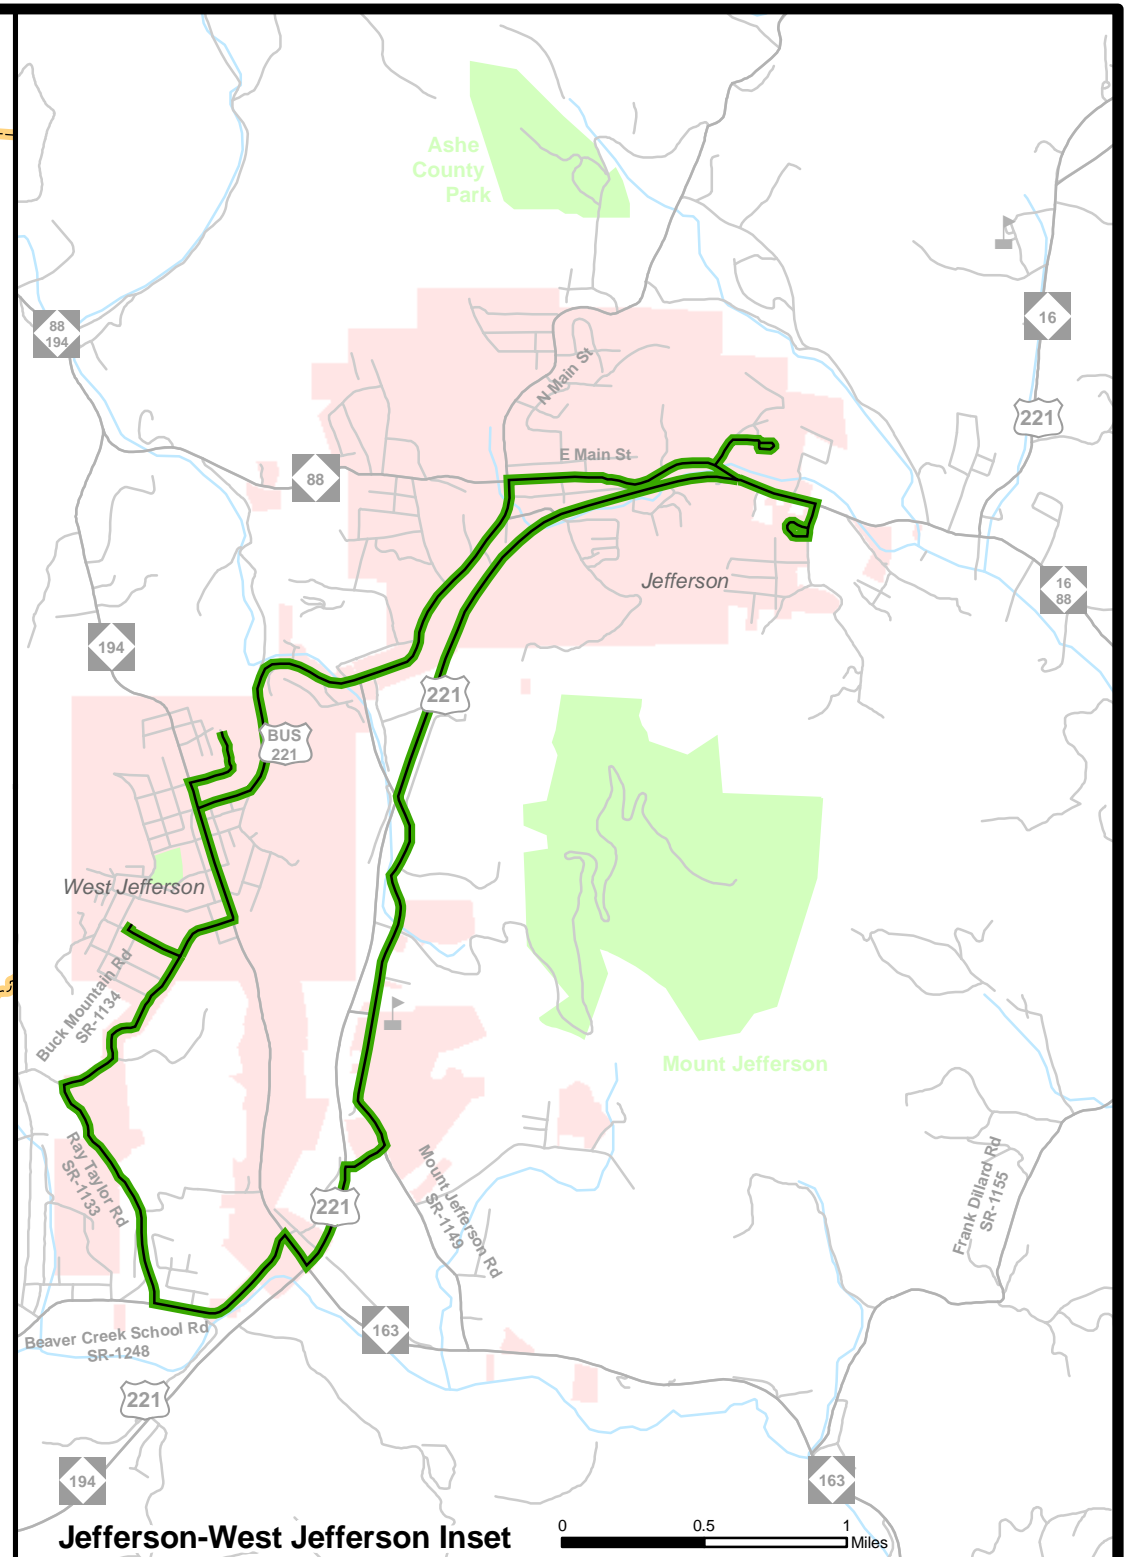 Ashe
County
Park
88
194
16
221
N Main St
E Main St
88
Jefferson
16
88
194
221
BUS
221
West Jefferson
Buck Mountain Rd
SR-1134
Mount Jefferson
Ray Taylor Rd
SR-1133
Mount Jefferson Rd
SR-1149
Frank Dillard Rd
SR-1155
221
163
Beaver Creek School Rd
SR-1248
221
194
163
Jefferson-West Jefferson Inset
0 0.5 1
Miles